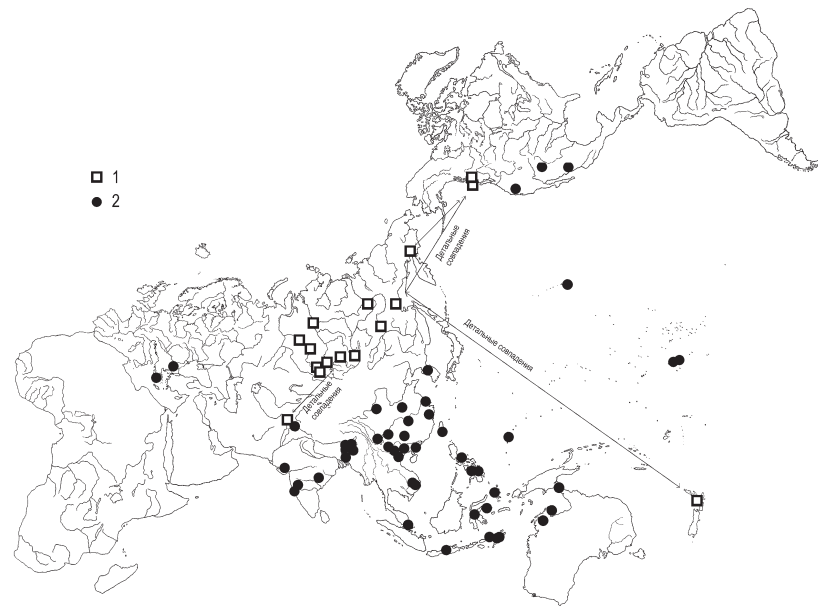 1
2
Детальные
совпадения
Детальные совпадения
Детальные
совпадения